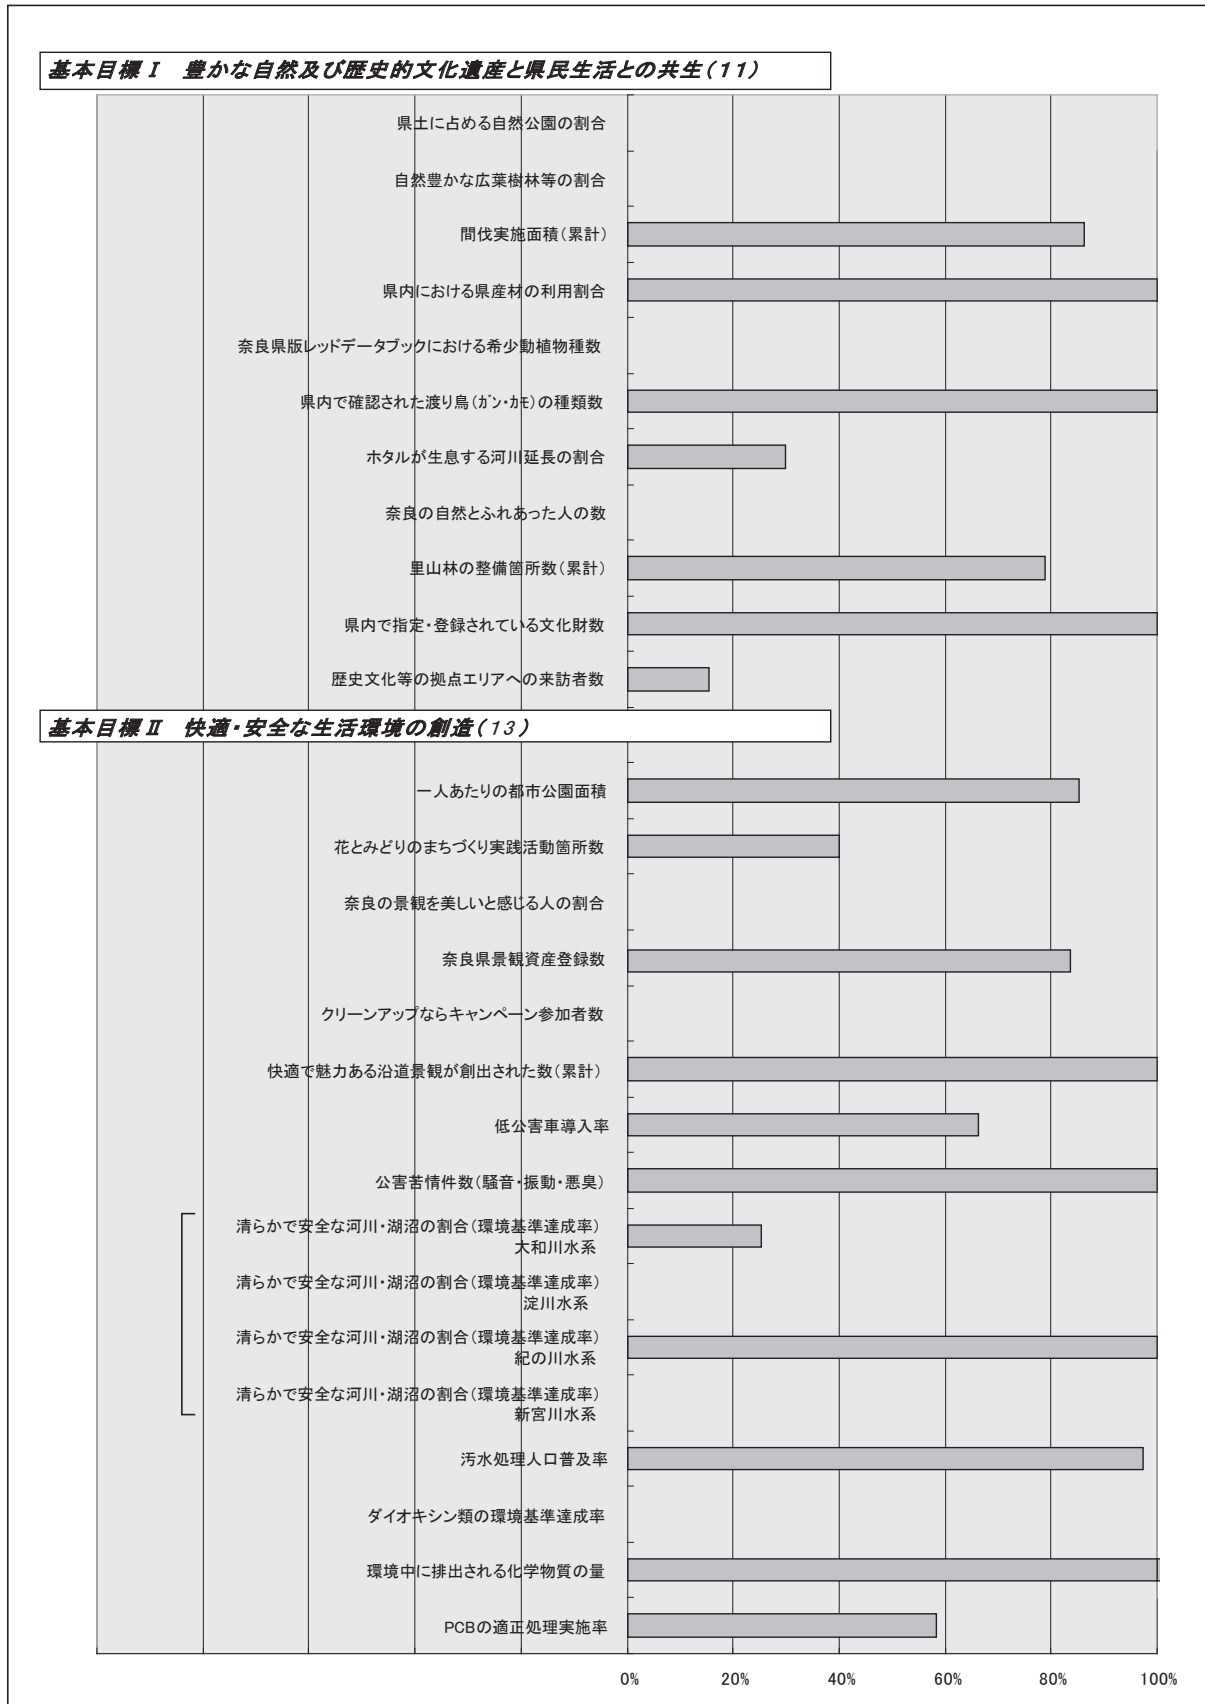 基本目標Ⅰ　豊かな自然及び歴史的文化遺産と県民生活との共生(11)
県土に占める自然公園の割合
自然豊かな広葉樹林等の割合
間伐実施面積(累計)
県内における県産材の利用割合
奈良県版レッドデータブックにおける希少動植物種数
県内で確認された渡り鳥(ガン・カモ)の種類数
ホタルが生息する河川延長の割合
奈良の自然とふれあった人の数
里山林の整備箇所数(累計)
県内で指定・登録されている文化財数
歴史文化等の拠点エリアへの来訪者数
基本目標Ⅱ　快適・安全な生活環境の創造(13)
一人あたりの都市公園面積
花とみどりのまちづくり実践活動箇所数
奈良の景観を美しいと感じる人の割合
奈良県景観資産登録数
クリーンアップならキャンペーン参加者数
快適で魅力ある沿道景観が創出された数(累計)
低公害車導入率
公害苦情件数(騒音・振動・悪臭)
清らかで安全な河川・湖沼の割合(環境基準達成率)
大和川水系
清らかで安全な河川・湖沼の割合(環境基準達成率)
淀川水系
清らかで安全な河川・湖沼の割合(環境基準達成率)
紀の川水系
清らかで安全な河川・湖沼の割合(環境基準達成率)
新宮川水系
汚水処理人口普及率
ダイオキシン類の環境基準達成率
環境中に排出される化学物質の量
PCBの適正処理実施率
0% 20% 40% 60% 80% 100%